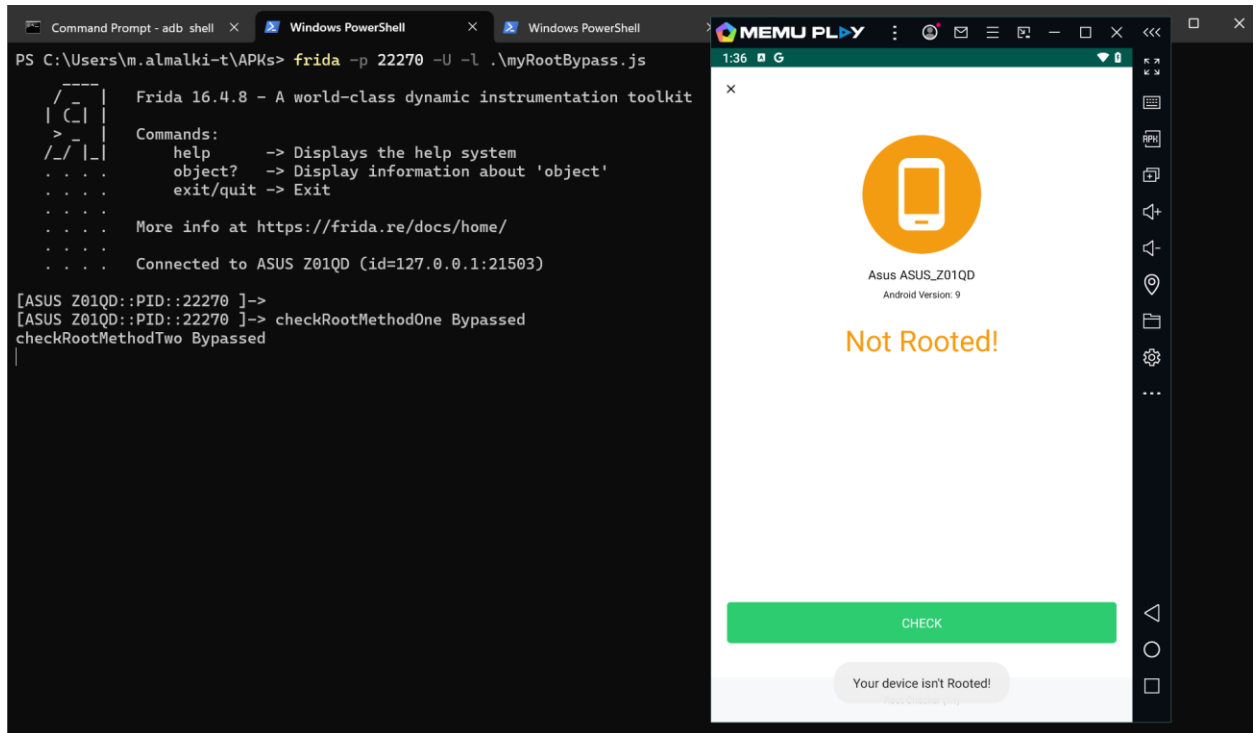 Command Prompt - adb shell
Windows PowerShell
Windows PowerShell
PS C:\Users\m.almalki-t\APKs> frida -p 22270 -U -l .\myRootBypass.js
Frida 16.4.8 - A world-class dynamic instrumentation toolkit
Commands:
help -> Displays the help system
object? -> Display information about 'object'
exit/quit -> Exit
More info at https://frida.re/docs/home/
Connected to ASUS Z01QD (id=127.0.0.1:21503)
[ASUS Z01QD::PID::22270 ]->
[ASUS Z01QD::PID::22270 ]-> checkRootMethodOne Bypassed
checkRootMethodTwo Bypassed
MEMU PLAY
1:36
G
APK
Asus ASUS_Z01QD
Android Version: 9
Not Rooted!
CHECK
Your device isn't Rooted!